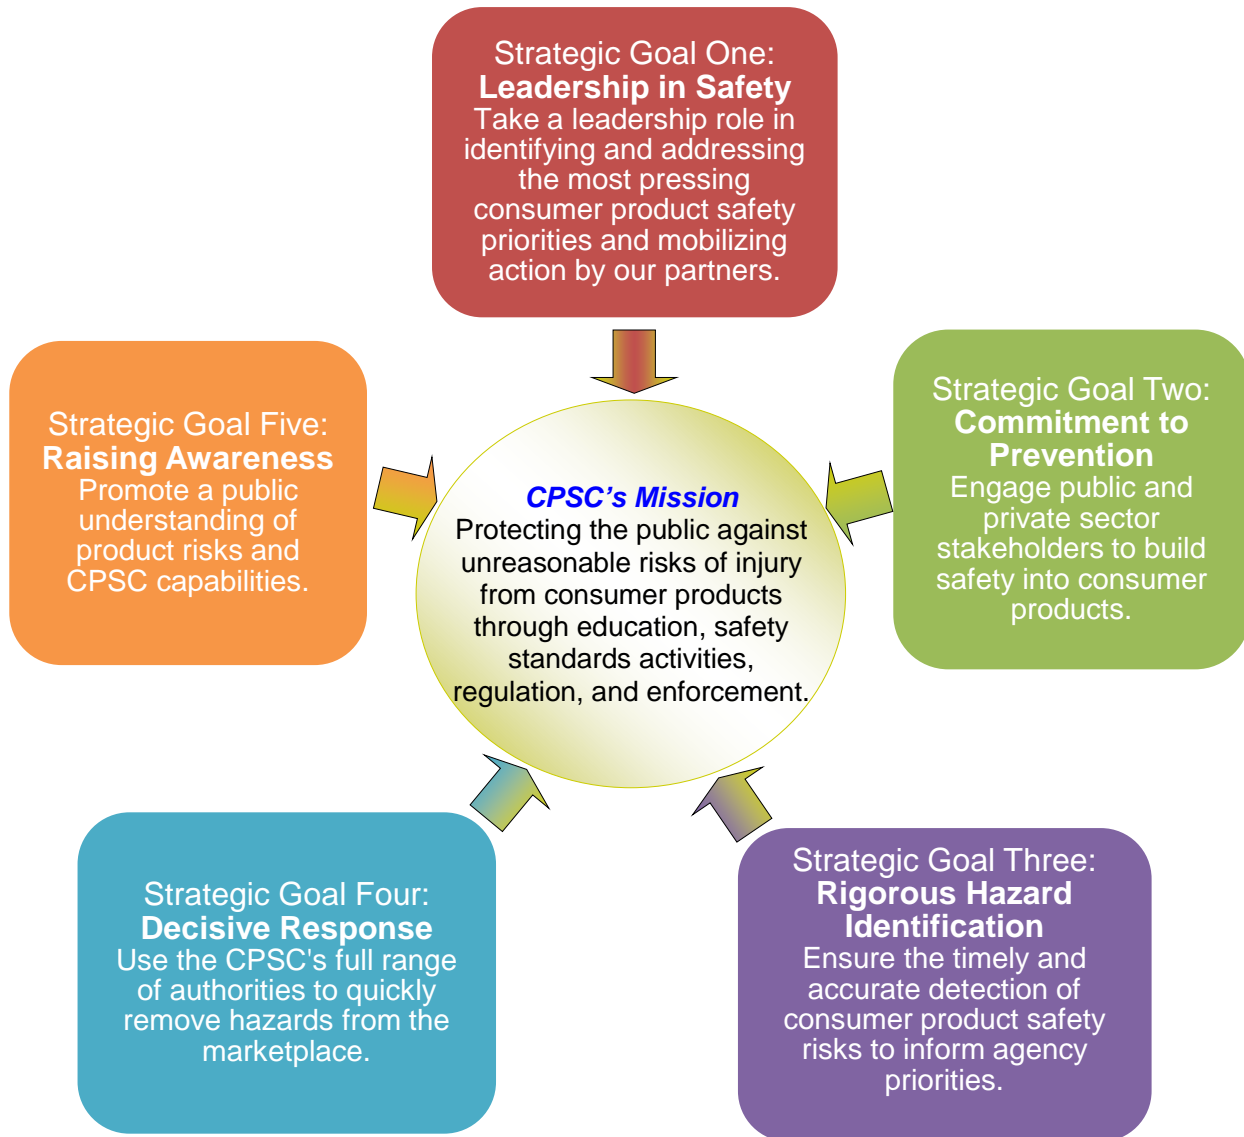 Strategic Goal One:
Leadership in Safety
Take a leadership role in
identifying and addressing
the most pressing
consumer product safety
priorities and mobilizing
action by our partners.
Strategic Goal Two:
Commitment to
Prevention
Engage public and
private sector
stakeholders to build
safety into consumer
products.
Strategic Goal Three:
Rigorous Hazard
Identification
Ensure the timely and
accurate detection of
consumer product safety
risks to inform agency
priorities.
Strategic Goal Four:
Decisive Response
Use the CPSC's full range
of authorities to quickly
remove hazards from the
marketplace.
Strategic Goal Five:
Raising Awareness
Promote a public
understanding of
product risks and
CPSC capabilities.
CPSC’s Mission
Protecting the public against
unreasonable risks of injury
from consumer products
through education, safety
standards activities,
regulation, and enforcement.